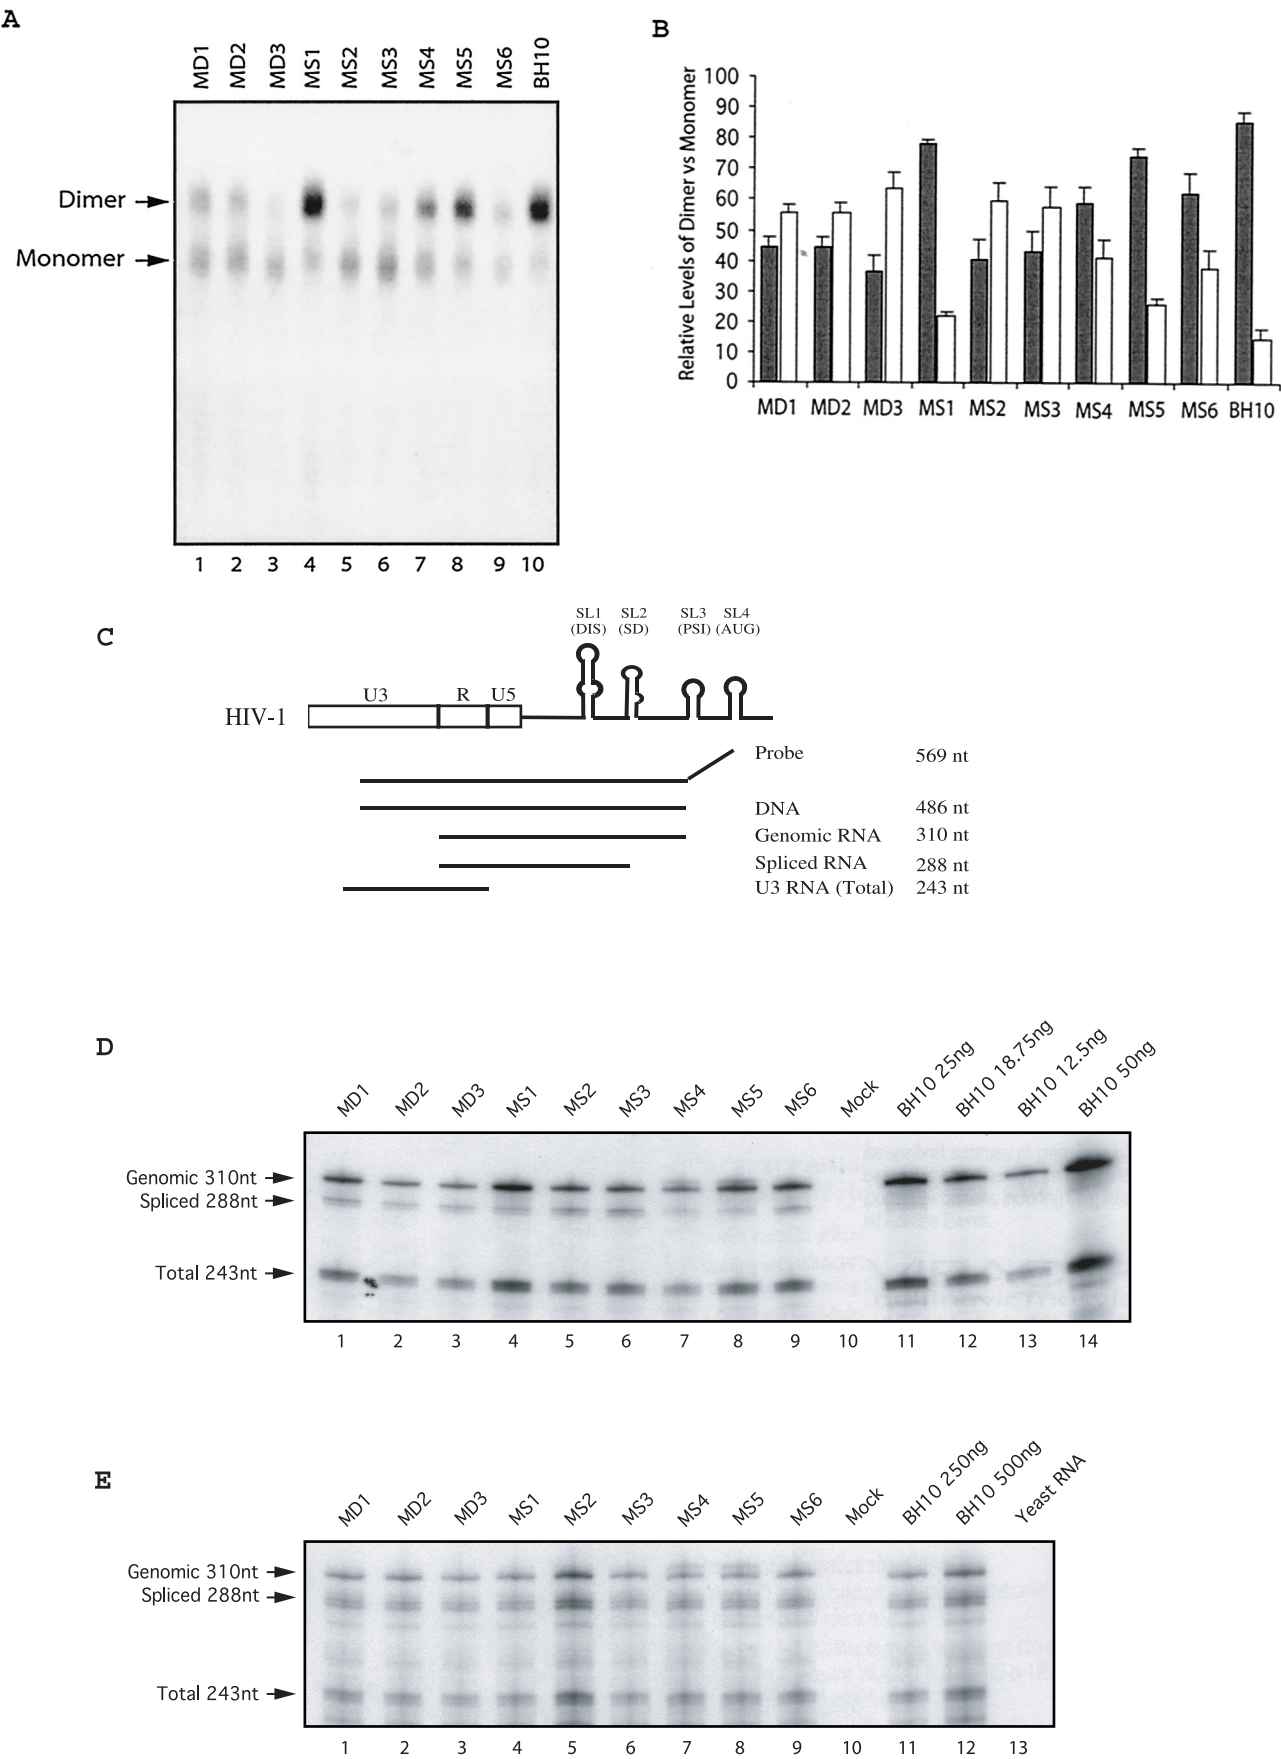 A
MD1 MD2 MD3 MS1 MS2 MS3 MS4 MS5 MS6 BH10
Dimer
Monomer
1 2 3 4 5 6 7 8 9 10
B
Relative Levels of Dimer vs Monomer
100
90
80
70
60
50
40
30
20
10
0
MD1 MD2 MD3 MS1 MS2 MS3 MS4 MS5 MS6 BH10
C
SL1 SL2 SL3 SL4
(DIS) (SD) (PSI) (AUG)
U3 R U5
HIV-1
Probe 569 nt
DNA 486 nt
Genomic RNA 310 nt
Spliced RNA 288 nt
U3 RNA (Total) 243 nt
D
MD1 MD2 MD3 MS1 MS2 MS3 MS4 MS5 MS6 Mock BH10 25ng BH10 18.75ng BH10 12.5ng BH10 50ng
Genomic 310nt
Spliced 288nt
Total 243nt
1 2 3 4 5 6 7 8 9 10 11 12 13 14
E
MD1 MD2 MD3 MS1 MS2 MS3 MS4 MS5 MS6 Mock BH10 250ng BH10 500ng Yeast RNA
Genomic 310nt
Spliced 288nt
Total 243nt
1 2 3 4 5 6 7 8 9 10 11 12 13